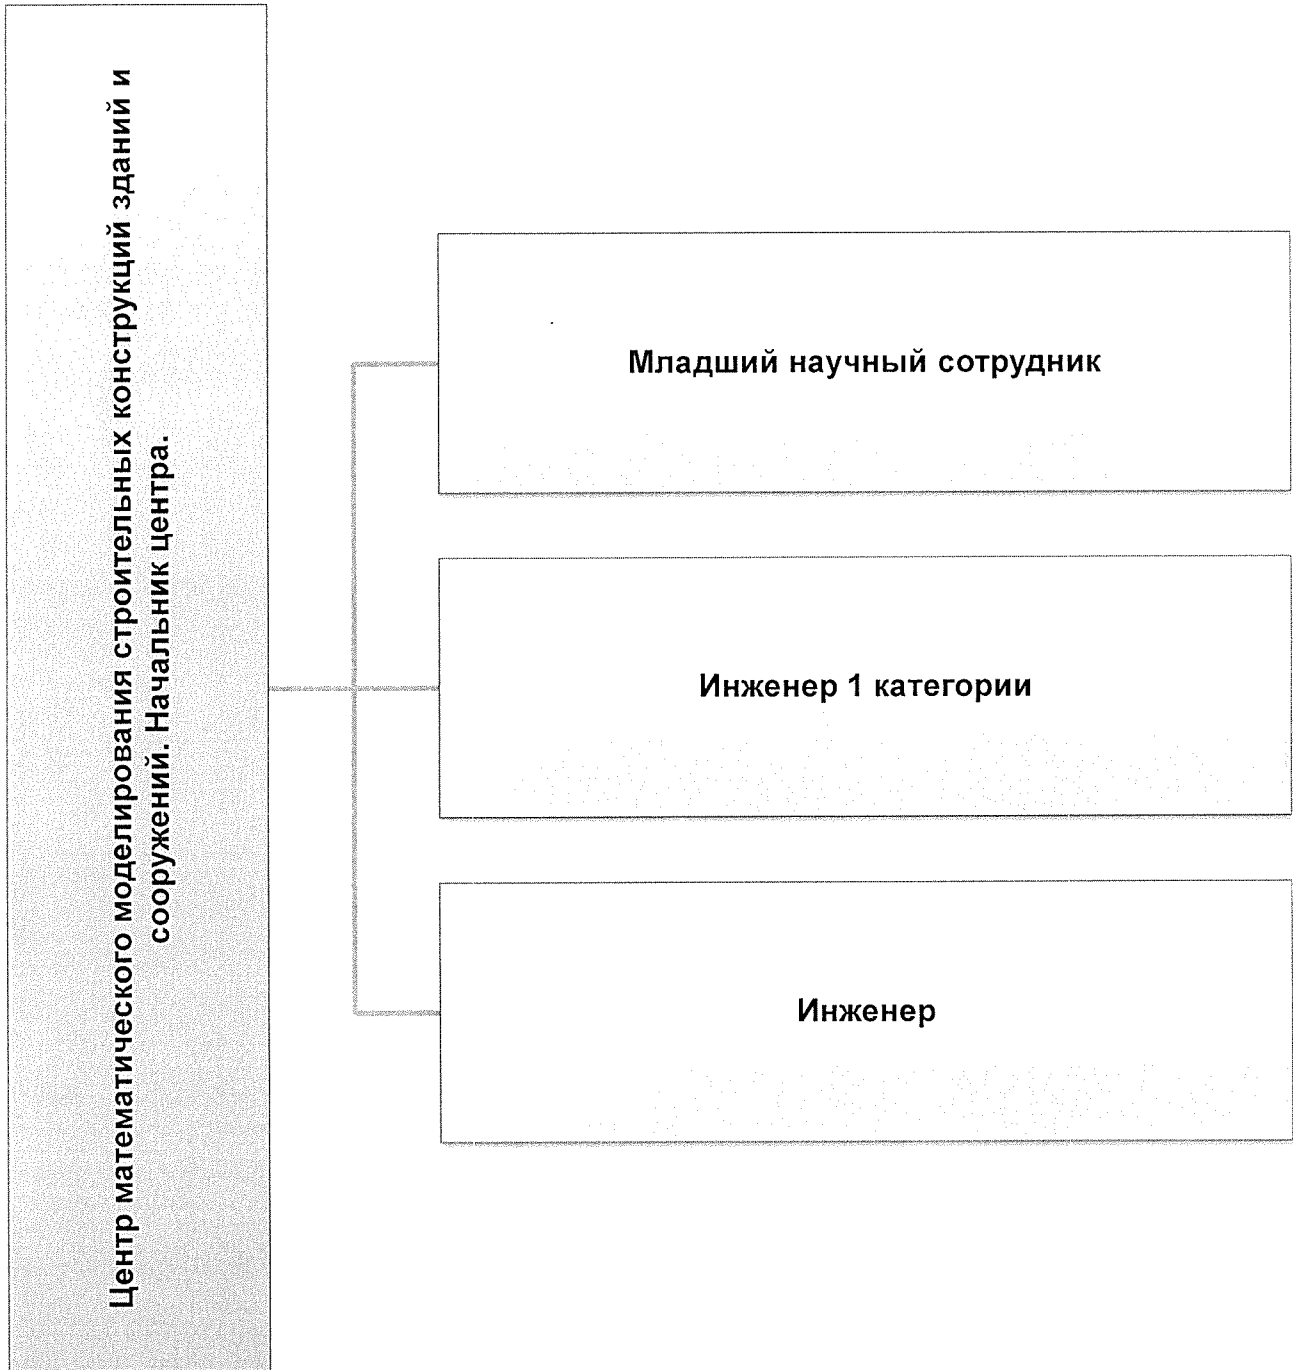 Центр математического моделирования строительных конструкций зданий и
сооружений. Начальник центра.
Младший научный сотрудник
Инженер 1 категории
Инженер